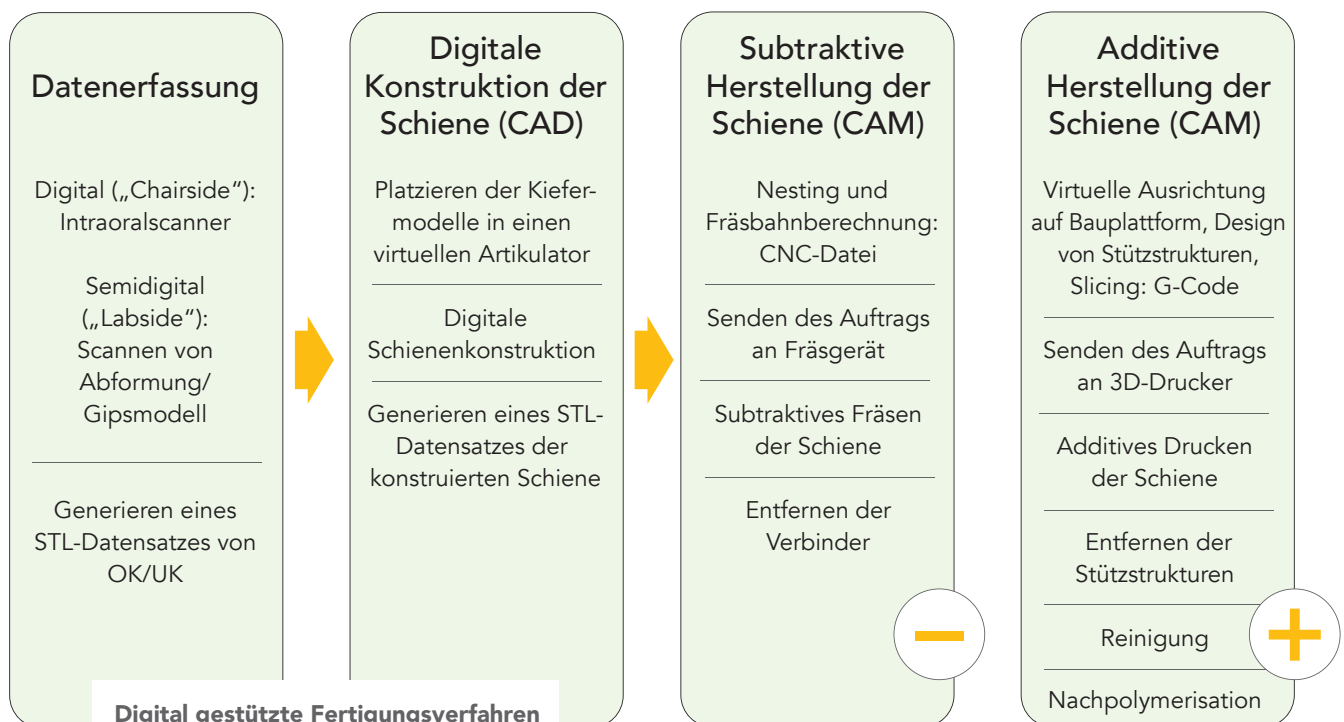 Datenerfassung
Digital („Chairside“):
Intraoralscanner
Semidigital
(„Labside“):
Scannen von
Abformung/
Gipsmodell
Generieren eines
STL-Datensatzes von
OK/UK
Digitale
Konstruktion der
Schiene (CAD)
Platzieren der Kiefer-
modelle in einen
virtuellen Artikulator
Digitale
Schienenkonstruktion
Generieren eines STL-
Datensatzes der
konstruierten Schiene
Subtraktive
Herstellung der
Schiene (CAM)
Nesting und
Fräsbahnberechnung:
CNC-Datei
Senden des Auftrags
an Fräsgerät
Subtraktives Fräsen
der Schiene
Entfernen der
Verbinder
Additive
Herstellung der
Schiene (CAM)
Virtuelle Ausrichtung
auf Bauplattform, Design
von Stützstrukturen,
Slicing: G-Code
Senden des Auftrags
an 3D-Drucker
Additives Drucken
der Schiene
Entfernen der
Stützstrukturen
Reinigung
Nachpolymerisation
Digital gestützte Fertigungsverfahren